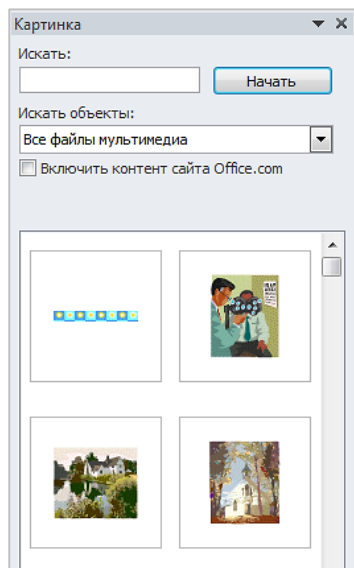 Картинка
Искать:
Начать
Искать объекты:
Все файлы мультимедиа
Включить контент сайта Office.com